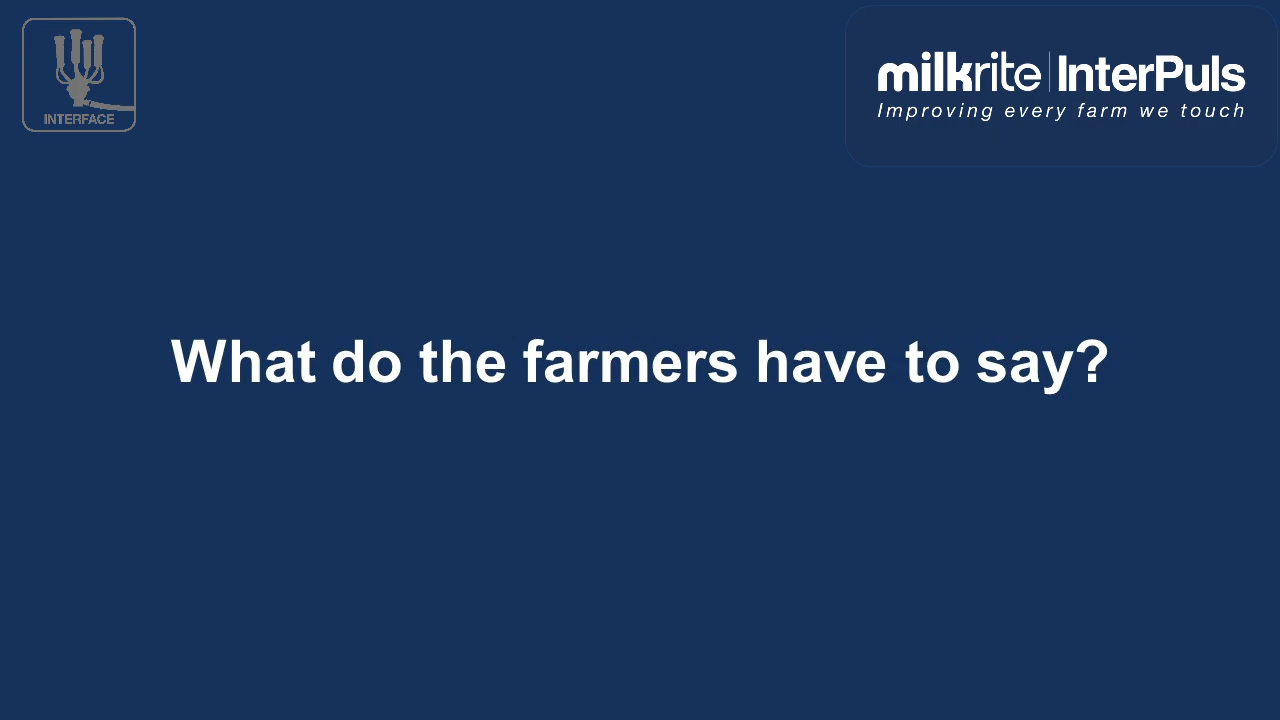 INTERFACE
milkrite InterPuls
Improving every farm we touch
What do the farmers have to say?